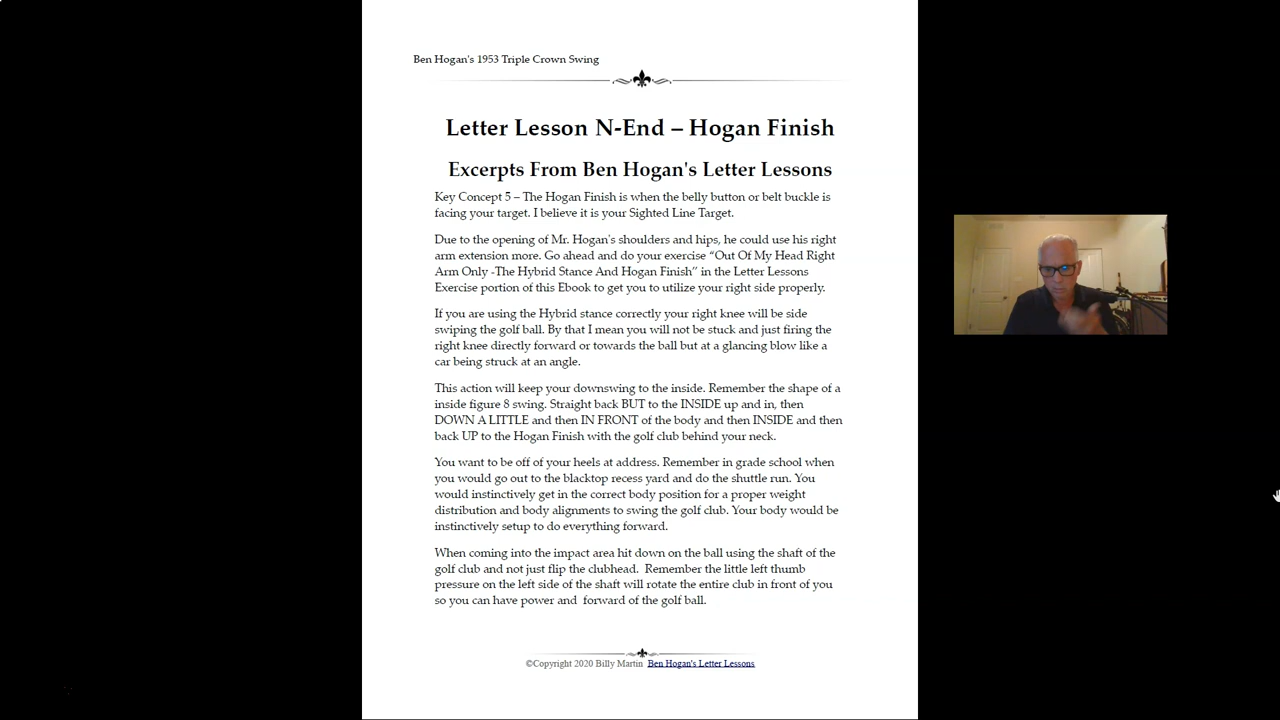 Ben Hogan's 1953 Triple Crown Swing
Letter Lesson N-End – Hogan Finish
Excerpts From Ben Hogan's Letter Lessons
Key Concept 5 – The Hogan Finish is when the belly button or belt buckle is
facing your target. I believe it is your Sighted Line Target.
Due to the opening of Mr. Hogan's shoulders and hips, he could use his right
arm extension more. Go ahead and do your exercise “Out Of My Head Right
Arm Only -The Hybrid Stance And Hogan Finish” in the Letter Lessons
Exercise portion of this Ebook to get you to utilize your right side properly.
If you are using the Hybrid stance correctly your right knee will be side
swiping the golf ball. By that I mean you will not be stuck and just firing the
right knee directly forward or towards the ball but at a glancing blow like a
car being struck at an angle.
This action will keep your downswing to the inside. Remember the shape of a
inside figure 8 swing. Straight back BUT to the INSIDE up and in, then
DOWN A LITTLE and then IN FRONT of the body and then INSIDE and then
back UP to the Hogan Finish with the golf club behind your neck.
You want to be off of your heels at address. Remember in grade school when
you would go out to the blacktop recess yard and do the shuttle run. You
would instinctively get in the correct body position for a proper weight
distribution and body alignments to swing the golf club. Your body would be
instinctively setup to do everything forward.
When coming into the impact area hit down on the ball using the shaft of the
golf club and not just flip the clubhead.  Remember the little left thumb
pressure on the left side of the shaft will rotate the entire club in front of you
so you can have power and  forward of the golf ball.
©Copyright 2020 Billy Martin  Ben Hogan's Letter Lessons